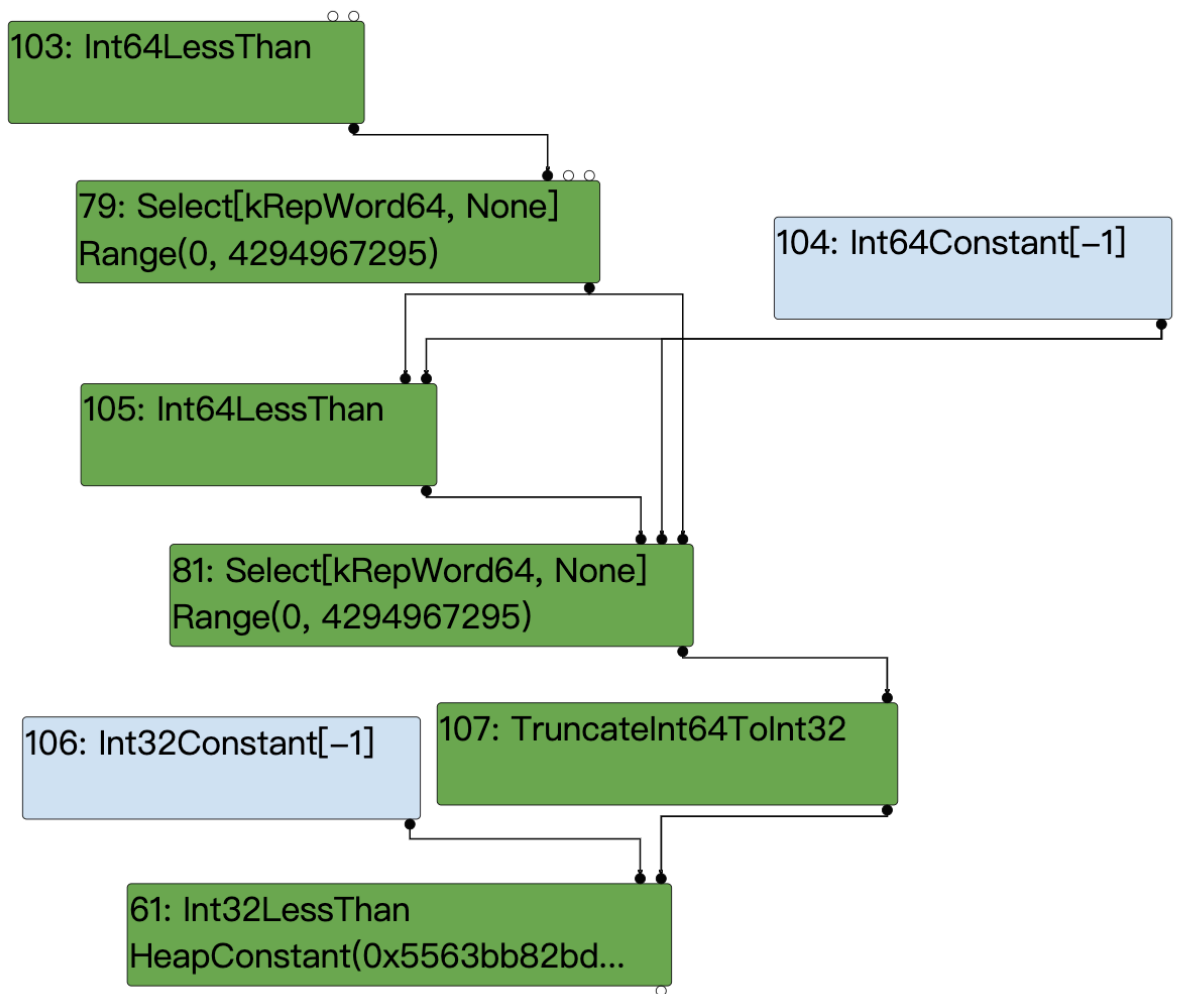 103: Int64LessThan
79: Select[kRepWord64, None]
Range(0, 4294967295)
104: Int64Constant[-1]
105: Int64LessThan
81: Select[kRepWord64, None]
Range(0, 4294967295)
106: Int32Constant[-1]
107: TruncateInt64ToInt32
61: Int32LessThan
HeapConstant(0x5563bb82bd...